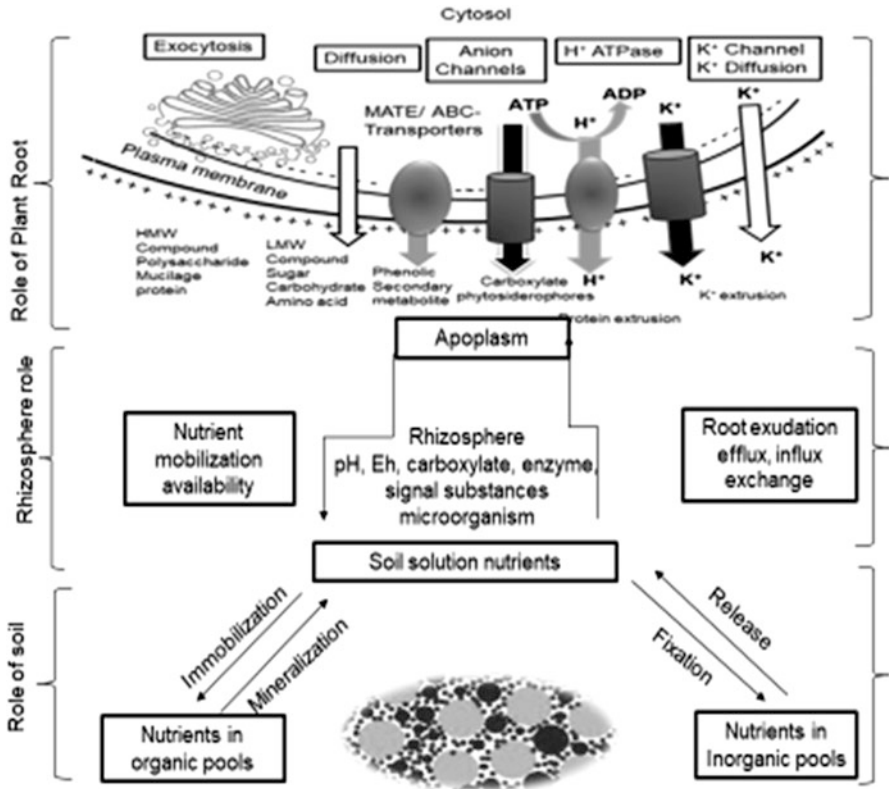 Cytosol
Exocytosis
Diffusion
Anion
Channels
H⁺ ATPase
K⁺ Channel
K⁺ Diffusion
MATE/ ABC-
Transporters
ATP
ADP
H⁺
K⁺
K⁺
Plasma membrane
HMW
Compound
Polysaccharide
Mucilage
protein
LMW
Compound
Sugar
Carbohydrate
Amino acid
Phenolic
Secondary
metabolite
Carboxylate
phytosiderophores
H⁺
Protein extrusion
K⁺
K⁺
K⁺ extrusion
Role of Plant Root
Apoplasm
Rhizosphere role
Nutrient
mobilization
availability
Rhizosphere
pH, Eh, carboxylate, enzyme,
signal substances
microorganism
Root exudation
efflux, influx
exchange
Soil solution nutrients
Role of soil
Immobilization
Mineralization
Release
Fixation
Nutrients in
organic pools
Nutrients in
Inorganic pools